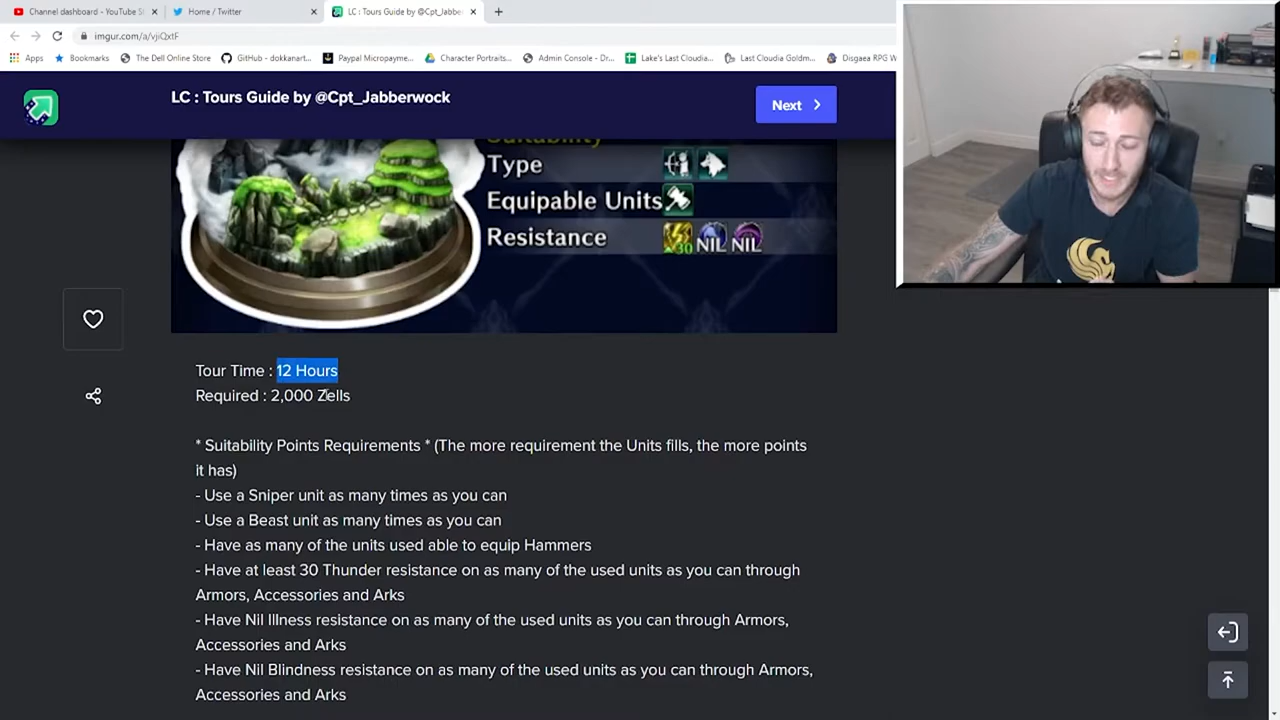 Channel dashboard - YouTube St
Home / Twitter
LC : Tours Guide by @Cpt_Jabbe
imgur.com/a/vjiQxtF
Apps
Bookmarks
The Dell Online Store
GitHub - dokkanart...
Paypal Micropayme...
Character Portraits...
Admin Console - Dr...
Lake's Last Cloudia...
Last Cloudia Goldm...
Disgaea RPG W
LC : Tours Guide by @Cpt_Jabberwock
Next
Suitability
Type
Equipable Units
Resistance
30 NIL NIL
Tour Time : 12 Hours
Required : 2,000 Zells
* Suitability Points Requirements * (The more requirement the Units fills, the more points
it has)
- Use a Sniper unit as many times as you can
- Use a Beast unit as many times as you can
- Have as many of the units used able to equip Hammers
- Have at least 30 Thunder resistance on as many of the used units as you can through
Armors, Accessories and Arks
- Have Nil Illness resistance on as many of the used units as you can through Armors,
Accessories and Arks
- Have Nil Blindness resistance on as many of the used units as you can through Armors,
Accessories and Arks